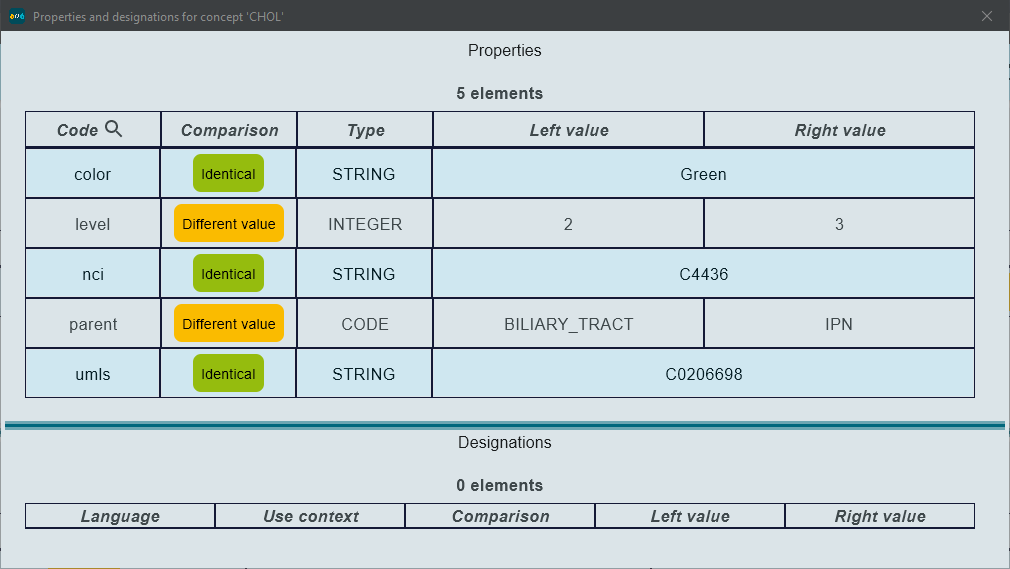 Properties and designations for concept 'CHOL'
Properties
5 elements
Code Comparison Type Left value Right value
color Identical STRING Green
level Different value INTEGER 2 3
nci Identical STRING C4436
parent Different value CODE BILIARY_TRACT IPN
umls Identical STRING C0206698
Designations
0 elements
Language Use context Comparison Left value Right value